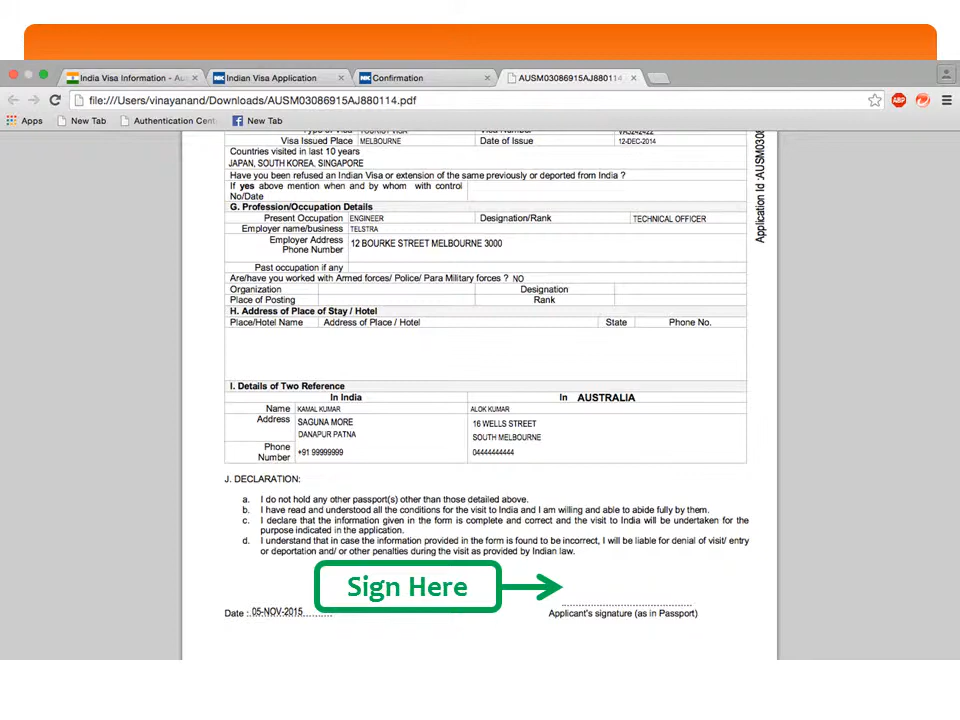 India Visa Information - Aus
Indian Visa Application
Confirmation
AUSM03086915AJ880114
file:///Users/vinayanand/Downloads/AUSM03086915AJ880114.pdf
ABP
Apps
New Tab
Authentication Cent
New Tab
Visa Issued Place MELBOURNE Date of Issue 12-DEC-2014
Countries visited in last 10 years
JAPAN, SOUTH KOREA, SINGAPORE
Have you been refused an Indian Visa or extension of the same previously or deported from India ?
If yes above mention when and by whom with control
No/Date
G. Profession/Occupation Details
Present Occupation ENGINEER Designation/Rank TECHNICAL OFFICER
Employer name/business TELSTRA
Employer Address 12 BOURKE STREET MELBOURNE 3000
Phone Number
Past occupation if any
Are/have you worked with Armed forces/ Police/ Para Military forces ? NO
Organization Designation
Place of Posting Rank
H. Address of Place of Stay / Hotel
Place/Hotel Name Address of Place / Hotel State Phone No.
I. Details of Two Reference
In India In AUSTRALIA
Name KAMAL KUMAR ALOK KUMAR
Address SAGUNA MORE 16 WELLS STREET
DANAPUR PATNA SOUTH MELBOURNE
Phone Number +91 99999999 04444444444
J. DECLARATION:
a. I do not hold any other passport(s) other than those detailed above.
b. I have read and understood all the conditions for the visit to India and I am willing and able to abide fully by them.
c. I declare that the information given in the form is complete and correct and the visit to India will be undertaken for the
purpose indicated in the application.
d. I understand that in case the information provided in the form is found to be incorrect, I will be liable for denial of visit/ entry
or deportation and/ or other penalties during the visit as provided by Indian law.
Sign Here
Date : 05-NOV-2015
Applicant's signature (as in Passport)
Application Id :AUSM0308